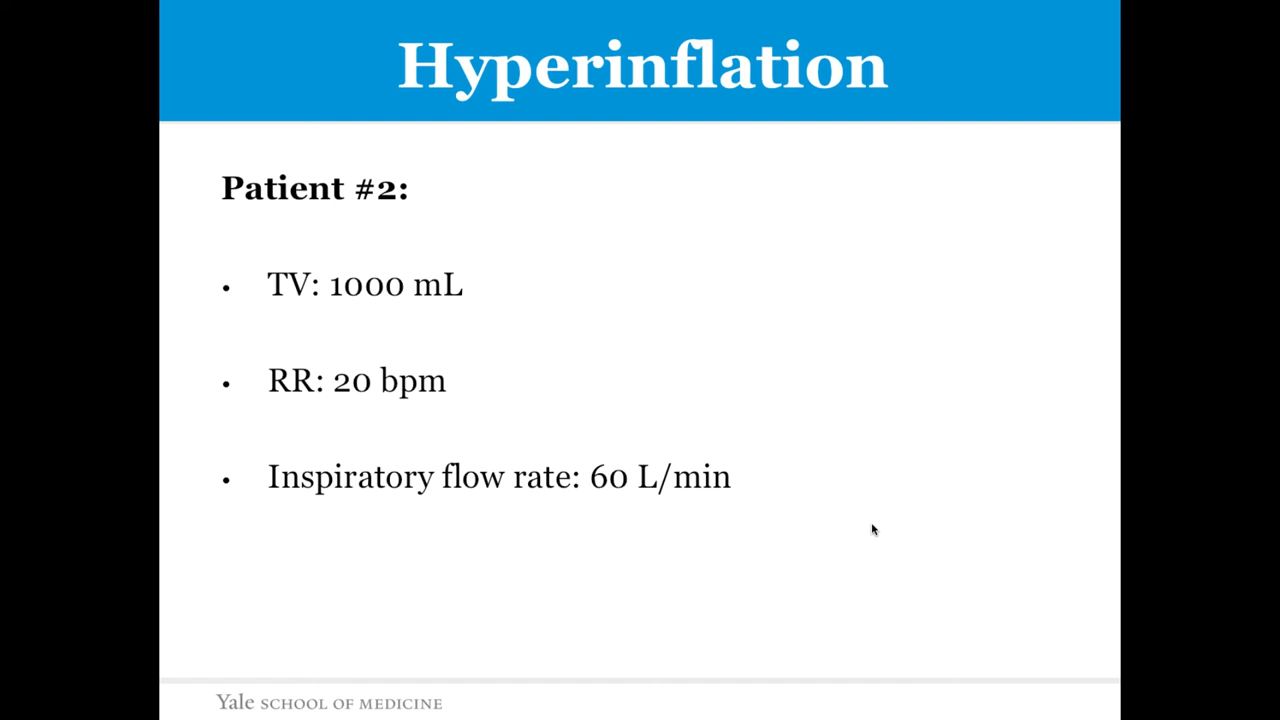 Hyperinflation
Patient #2:
• TV: 1000 mL
• RR: 20 bpm
• Inspiratory flow rate: 60 L/min
Yale SCHOOL OF MEDICINE